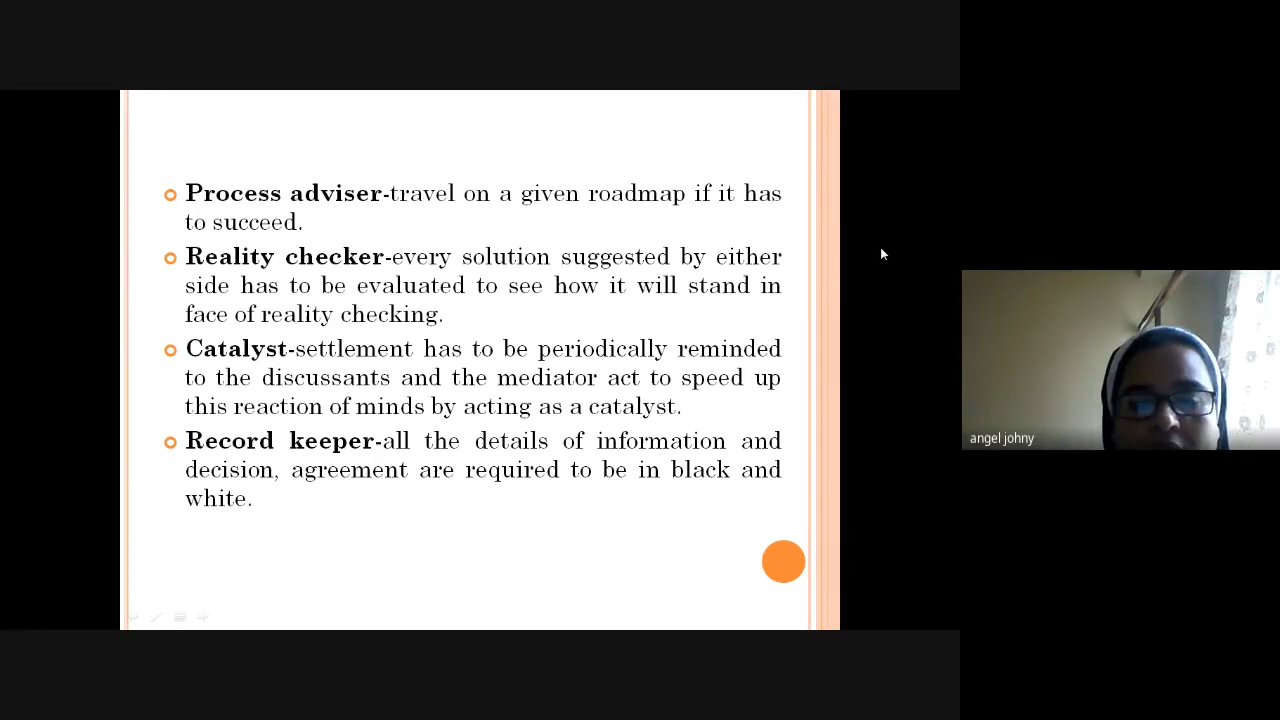 Process adviser-travel on a given roadmap if it has
to succeed.
Reality checker-every solution suggested by either
side has to be evaluated to see how it will stand in
face of reality checking.
Catalyst-settlement has to be periodically reminded
to the discussants and the mediator act to speed up
this reaction of minds by acting as a catalyst.
Record keeper-all the details of information and
decision, agreement are required to be in black and
white.
angel johny